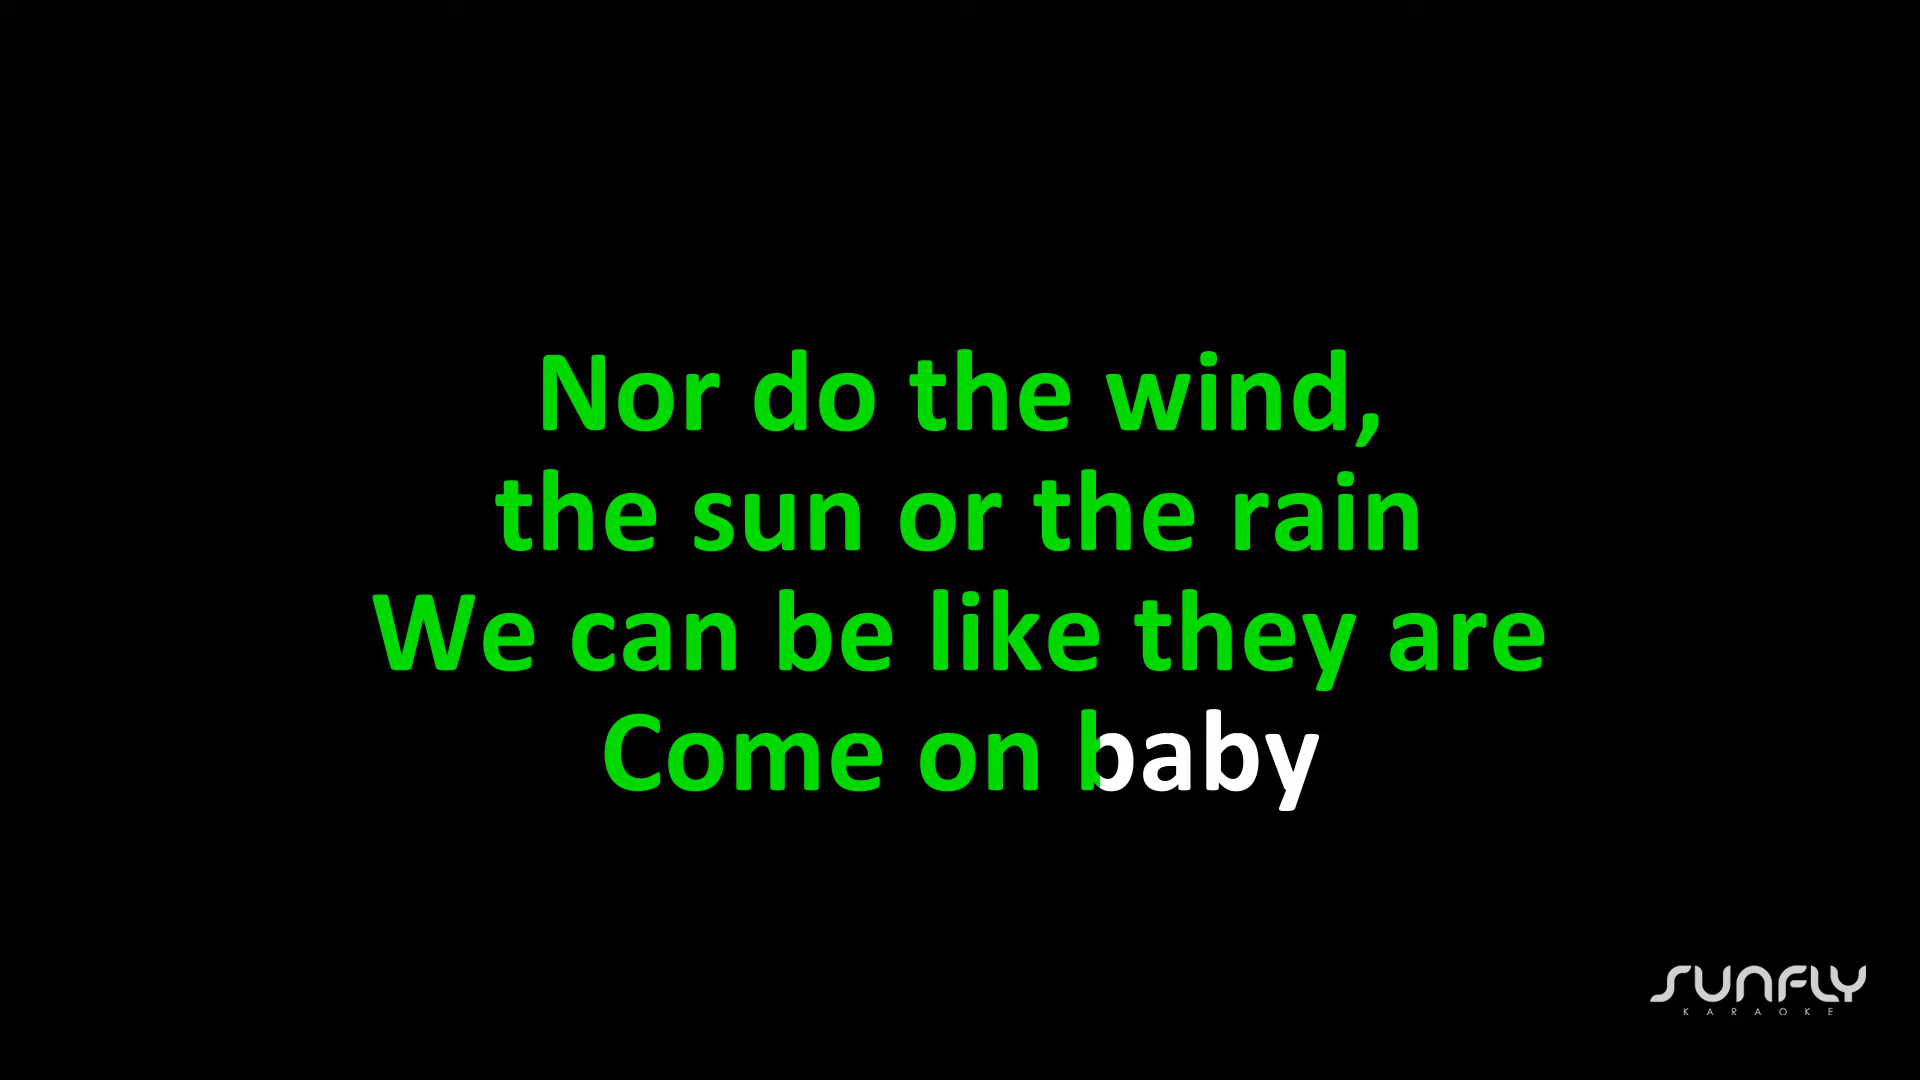 Nor do the wind,
the sun or the rain
We can be like they are
Come on baby
SUNFLY
KARAOKE